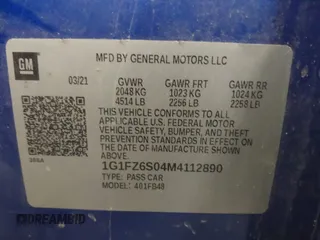 GM
MFD BY GENERAL MOTORS LLC
03/21 GVWR GAWR FRT GAWR RR
2048 KG 1023 KG 1024 KG
4514 LB 2256 LB 2258 LB
THIS VEHICLE CONFORMS TO ALL
APPLICABLE U.S. FEDERAL MOTOR
VEHICLE SAFETY, BUMPER, AND THEFT
PREVENTION STANDARDS IN EFFECT ON
THE DATE OF MANUFACTURE SHOWN ABOVE.
1G1FZ6S04M4112890
TYPE: PASS CAR
MODEL: 401FB48
DREAMBID